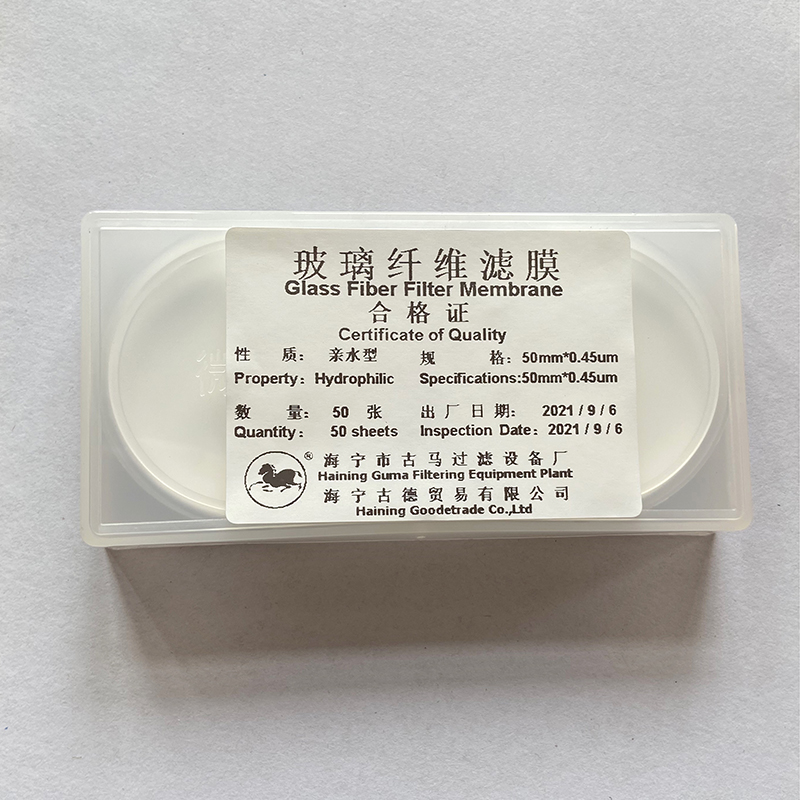 玻璃纤维滤膜
Glass Fiber Filter Membrane
合格证
Certificate of Quality
性 质: 亲水型 规 格: 50mm*0.45um
Property: Hydrophilic Specifications:50mm*0.45um
数 量: 50 张 出厂日期: 2021/9/6
Quantity: 50 sheets Inspection Date: 2021/9/6
®
海宁市古马过滤设备厂
Haining Guma Filtering Equipment Plant
海宁古德贸易有限公司
Haining Goodetrade Co.,Ltd